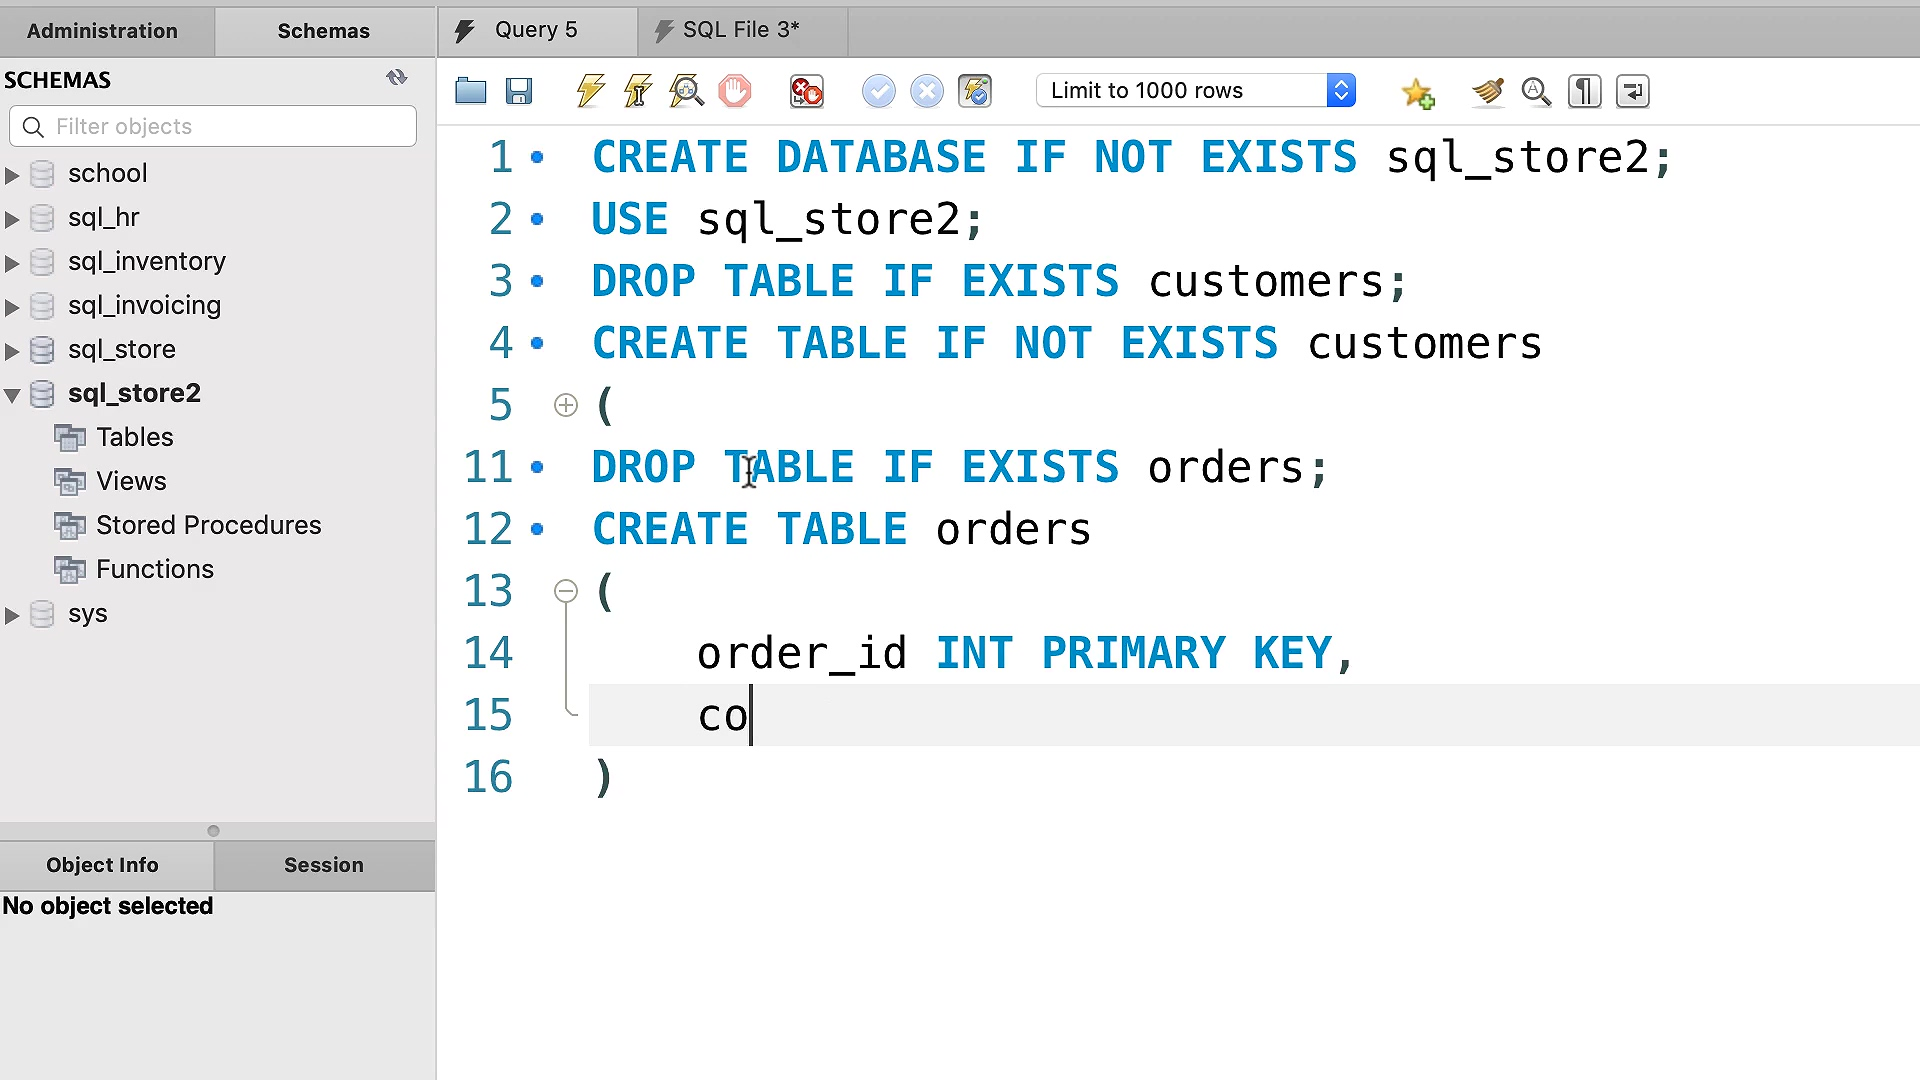 Administration
Schemas
SCHEMAS
Filter objects
school
sql_hr
sql_inventory
sql_invoicing
sql_store
sql_store2
Tables
Views
Stored Procedures
Functions
sys
Object Info
Session
No object selected
Query 5
SQL File 3*
Limit to 1000 rows
1 CREATE DATABASE IF NOT EXISTS sql_store2;
2 USE sql_store2;
3 DROP TABLE IF EXISTS customers;
4 CREATE TABLE IF NOT EXISTS customers
5 (
11 DROP TABLE IF EXISTS orders;
12 CREATE TABLE orders
13 (
14 order_id INT PRIMARY KEY,
15 co
16 )